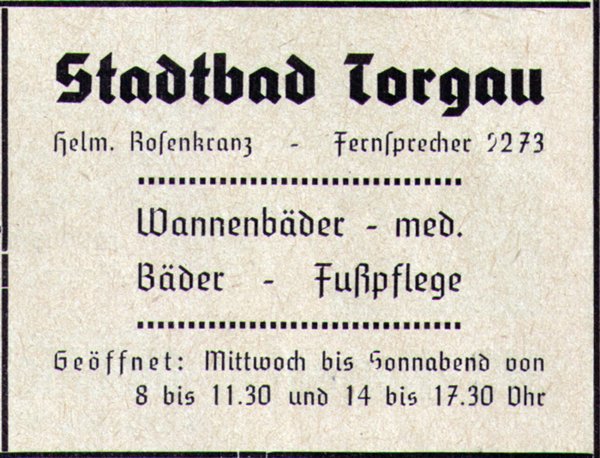 Stadtbad Torgau
Helm. Rosenkranz - Fernsprecher 2273
Wannenbäder - med.
Bäder - Fußpflege
Geöffnet: Mittwoch bis Sonnabend von
8 bis 11.30 und 14 bis 17.30 Uhr